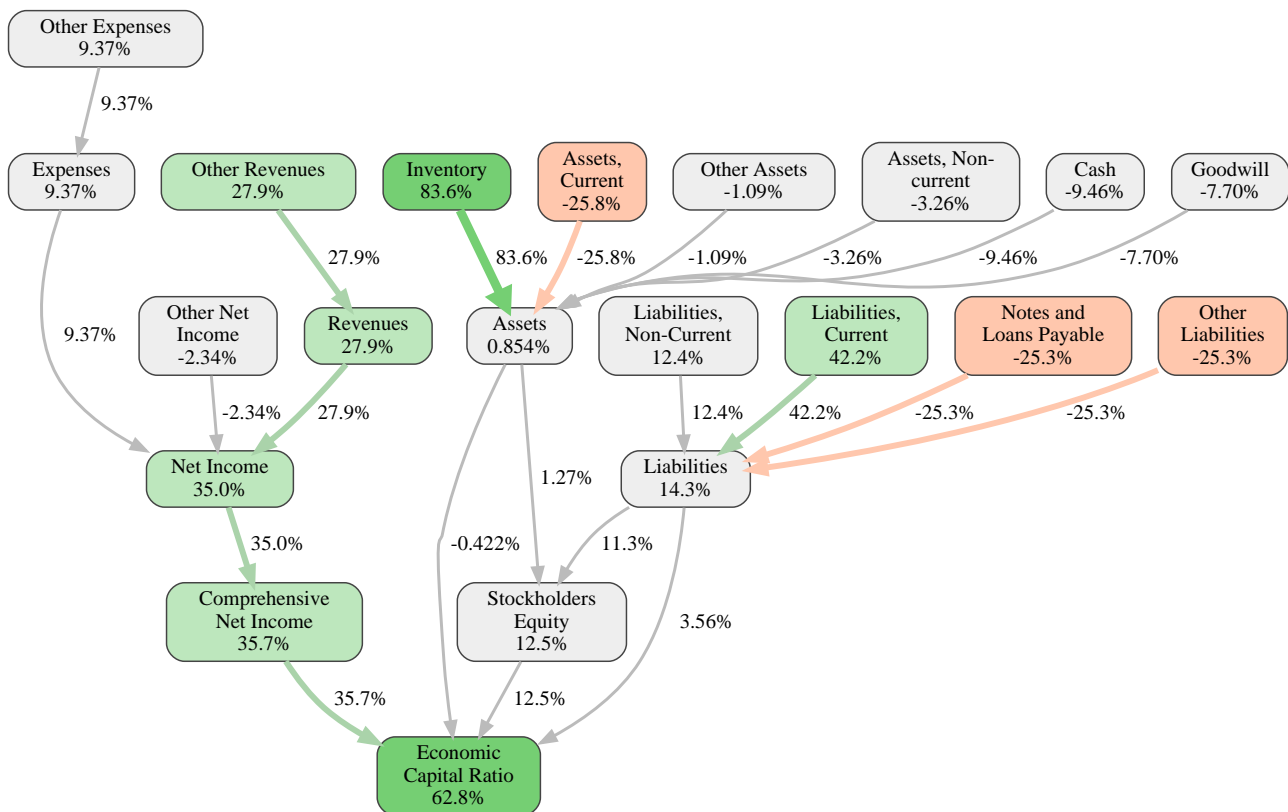 Other Expenses
9.37%
9.37%
Expenses
9.37%
Other Revenues
27.9%
Inventory
83.6%
Assets,
Current
-25.8%
Other Assets
-1.09%
Assets, Non-
current
-3.26%
Cash
-9.46%
Goodwill
-7.70%
27.9%
83.6%
-25.8%
-1.09%
-3.26%
-9.46%
-7.70%
9.37%
Other Net
Income
-2.34%
Revenues
27.9%
Assets
0.854%
Liabilities,
Non-Current
12.4%
Liabilities,
Current
42.2%
Notes and
Loans Payable
-25.3%
Other
Liabilities
-25.3%
-2.34%
27.9%
12.4%
42.2%
-25.3%
-25.3%
Net Income
35.0%
1.27%
Liabilities
14.3%
35.0%
-0.422%
11.3%
Comprehensive
Net Income
35.7%
Stockholders
Equity
12.5%
3.56%
35.7%
12.5%
Economic
Capital Ratio
62.8%